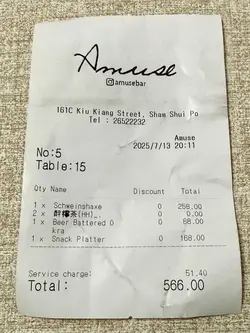 Amuse
amusebar
161C Kiu Kiang Street, Sham Shui Po
Tel : 26522232
Amuse
2025/7/13 20:11
No:5
Table:15
Qty Name Discount Total
1 x Schweinshaxe 0 258.00
2 x 醉檸茶(HH)_. 0 0.00
1 x Beer Battered O 0 88.00
kra
1 x Snack Platter 0 168.00
Service charge: 51.40
Total: 566.00